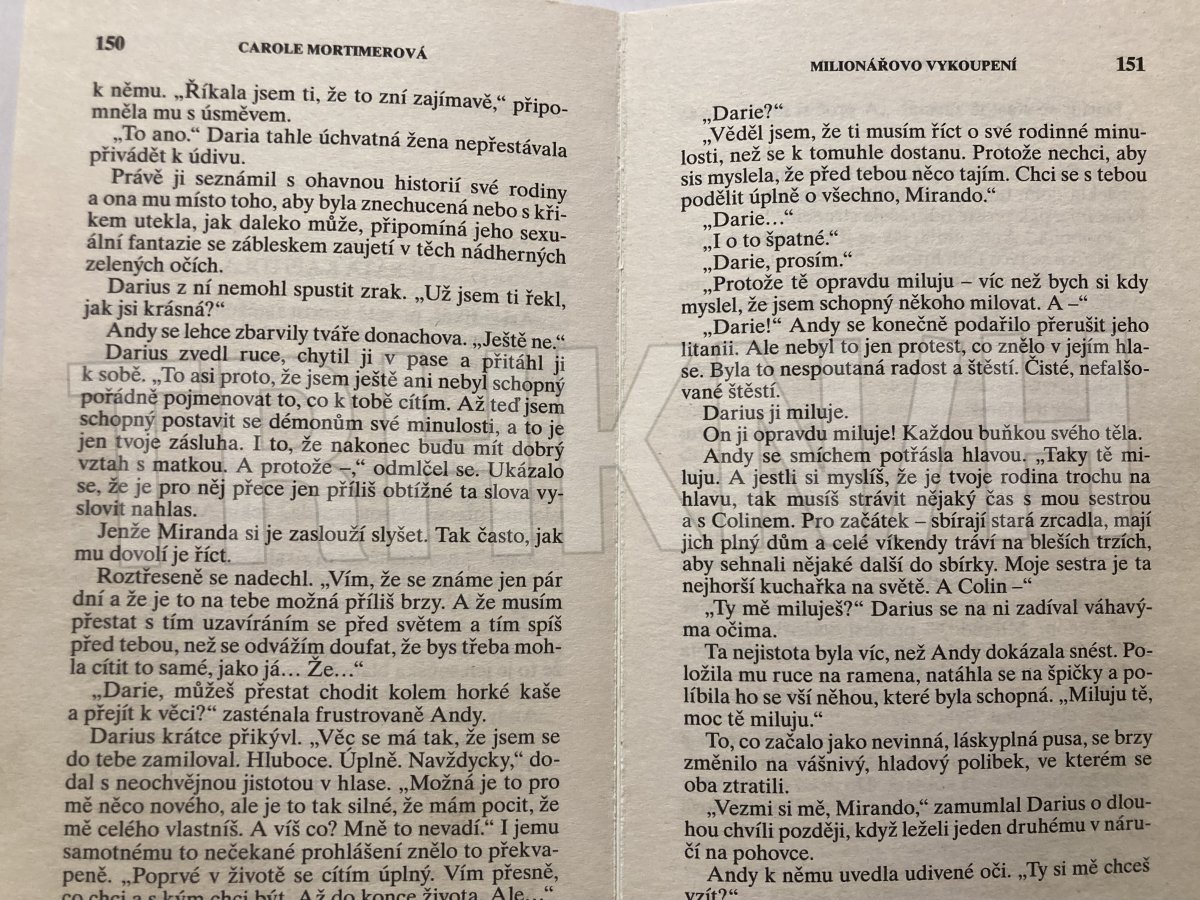 150
CAROLE MORTIMEROVÁ
k němu. „Říkala jsem ti, že to zní zajímavě,“ připo-
mněla mu s úsměvem.
„To ano.“ Daria tahle úchvatná žena nepřestávala
přivádět k údivu.
Právě ji seznámil s ohavnou historií své rodiny
a ona mu místo toho, aby byla znechucená nebo s kři-
kem utekla, jak daleko může, připomíná jeho sexu-
ální fantazie se zábleskem zaujetí v těch nádherných
zelených očích.
Darius z ní nemohl spustit zrak. „Už jsem ti řekl,
jak jsi krásná?“
Andy se lehce zbarvily tváře donachova. „Ještě ne.“
Darius zvedl ruce, chytil ji v pase a přitáhl ji
k sobě. „To asi proto, že jsem ještě ani nebyl schopný
pořádně pojmenovat to, co k tobě cítím. Až teď jsem
schopný postavit se démonům své minulosti, a to je
jen tvoje zásluha. I to, že nakonec budu mít dobrý
vztah s matkou. A protože –,“ odmlčel se. Ukázalo
se, že je pro něj přece jen příliš obtížné ta slova vy-
slovit nahlas.
Jenže Miranda si je zaslouží slyšet. Tak často, jak
mu dovolí je říct.
Roztřeseně se nadechl. „Vím, že se známe jen pár
dní a že je to na tebe možná příliš brzy. A že musím
přestat s tím uzavíráním se před světem a tím spíš
před tebou, než se odvážím doufat, že bys třeba moh-
la cítit to samé, jako já… Že…“
„Darie, můžeš přestat chodit kolem horké kaše
a přejít k věci?“ zasténala frustrovaně Andy.
Darius krátce přikývl. „Věc se má tak, že jsem se
do tebe zamiloval. Hluboce. Úplně. Navždycky,“ do-
dal s neochvějnou jistotou v hlase. „Možná je to pro
mě něco nového, ale je to tak silné, že mám pocit, že
mě celého vlastníš. A víš co? Mně to nevadí.“ I jemu
samotnému to nečekané prohlášení znělo to překva-
peně. „Poprvé v životě se cítím úplný. Vím přesně,
co chci a s kým chci být. Až do konce života. Ale…“
MILIONÁŘOVO VYKOUPENÍ
151
„Darie?“
„Věděl jsem, že ti musím říct o své rodinné minu-
losti, než se k tomuhle dostanu. Protože nechci, aby
sis myslela, že před tebou něco tajím. Chci se s tebou
podělit úplně o všechno, Mirando.“
„Darie…“
„I o to špatné.“
„Darie, prosím.“
„Protože tě opravdu miluju – víc než bych si kdy
myslel, že jsem schopný někoho milovat. A –“
„Darie!“ Andy se konečně podařilo přerušit jeho
litanii. Ale nebyl to jen protest, co znělo v jejím hla-
se. Byla to nespoutaná radost a štěstí. Čisté, nefalšo-
vané štěstí.
Darius ji miluje.
On ji opravdu miluje! Každou buňkou svého těla.
Andy se smíchem potřásla hlavou. „Taky tě mi-
luju. A jestli si myslíš, že je tvoje rodina trochu na
hlavu, tak musíš strávit nějaký čas s mou sestrou
a s Colinem. Pro začátek – sbírají stará zrcadla, mají
jich plný dům a celé víkendy tráví na bleších trzích,
aby sehnali nějaké další do sbírky. Moje sestra je ta
nejhorší kuchařka na světě. A Colin –“
„Ty mě miluješ?“ Darius se na ni zadíval váhavý-
ma očima.
Ta nejistota byla víc, než Andy dokázala snést. Po-
ložila mu ruce na ramena, natáhla se na špičky a po-
líbila ho se vší něhou, které byla schopná. „Miluju tě,
moc tě miluju.“
To, co začalo jako nevinná, láskyplná pusa, se brzy
změnilo na vášnivý, hladový polibek, ve kterém se
oba ztratili.
„Vezmi si mě, Mirando,“ zamumlal Darius o dlou-
hou chvíli později, když leželi jeden druhému v náru-
čí na pohovce.
Andy k němu uvedla udivené oči. „Ty si mě chceš
vzít?“